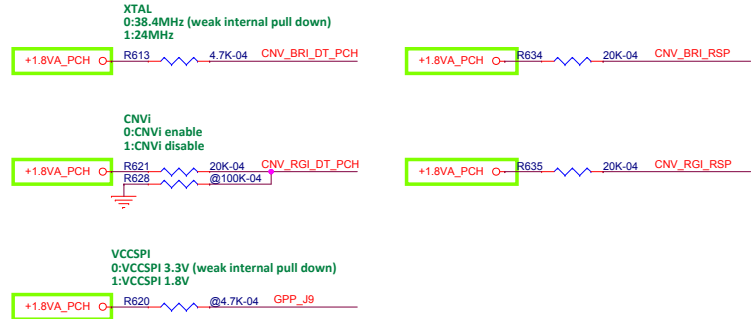 XTAL
0:38.4MHz (weak internal pull down)
1:24MHz
+1.8VA_PCH R613 4.7K-04 CNV_BRI_DT_PCH
+1.8VA_PCH R634 20K-04 CNV_BRI_RSP
CNVi
0:CNVi enable
1:CNVi disable
+1.8VA_PCH R621 20K-04 CNV_RGI_DT_PCH
R628 @100K-04
+1.8VA_PCH R635 20K-04 CNV_RGI_RSP
VCCSPI
0:VCCSPI 3.3V (weak internal pull down)
1:VCCSPI 1.8V
+1.8VA_PCH R620 @4.7K-04 GPP_J9